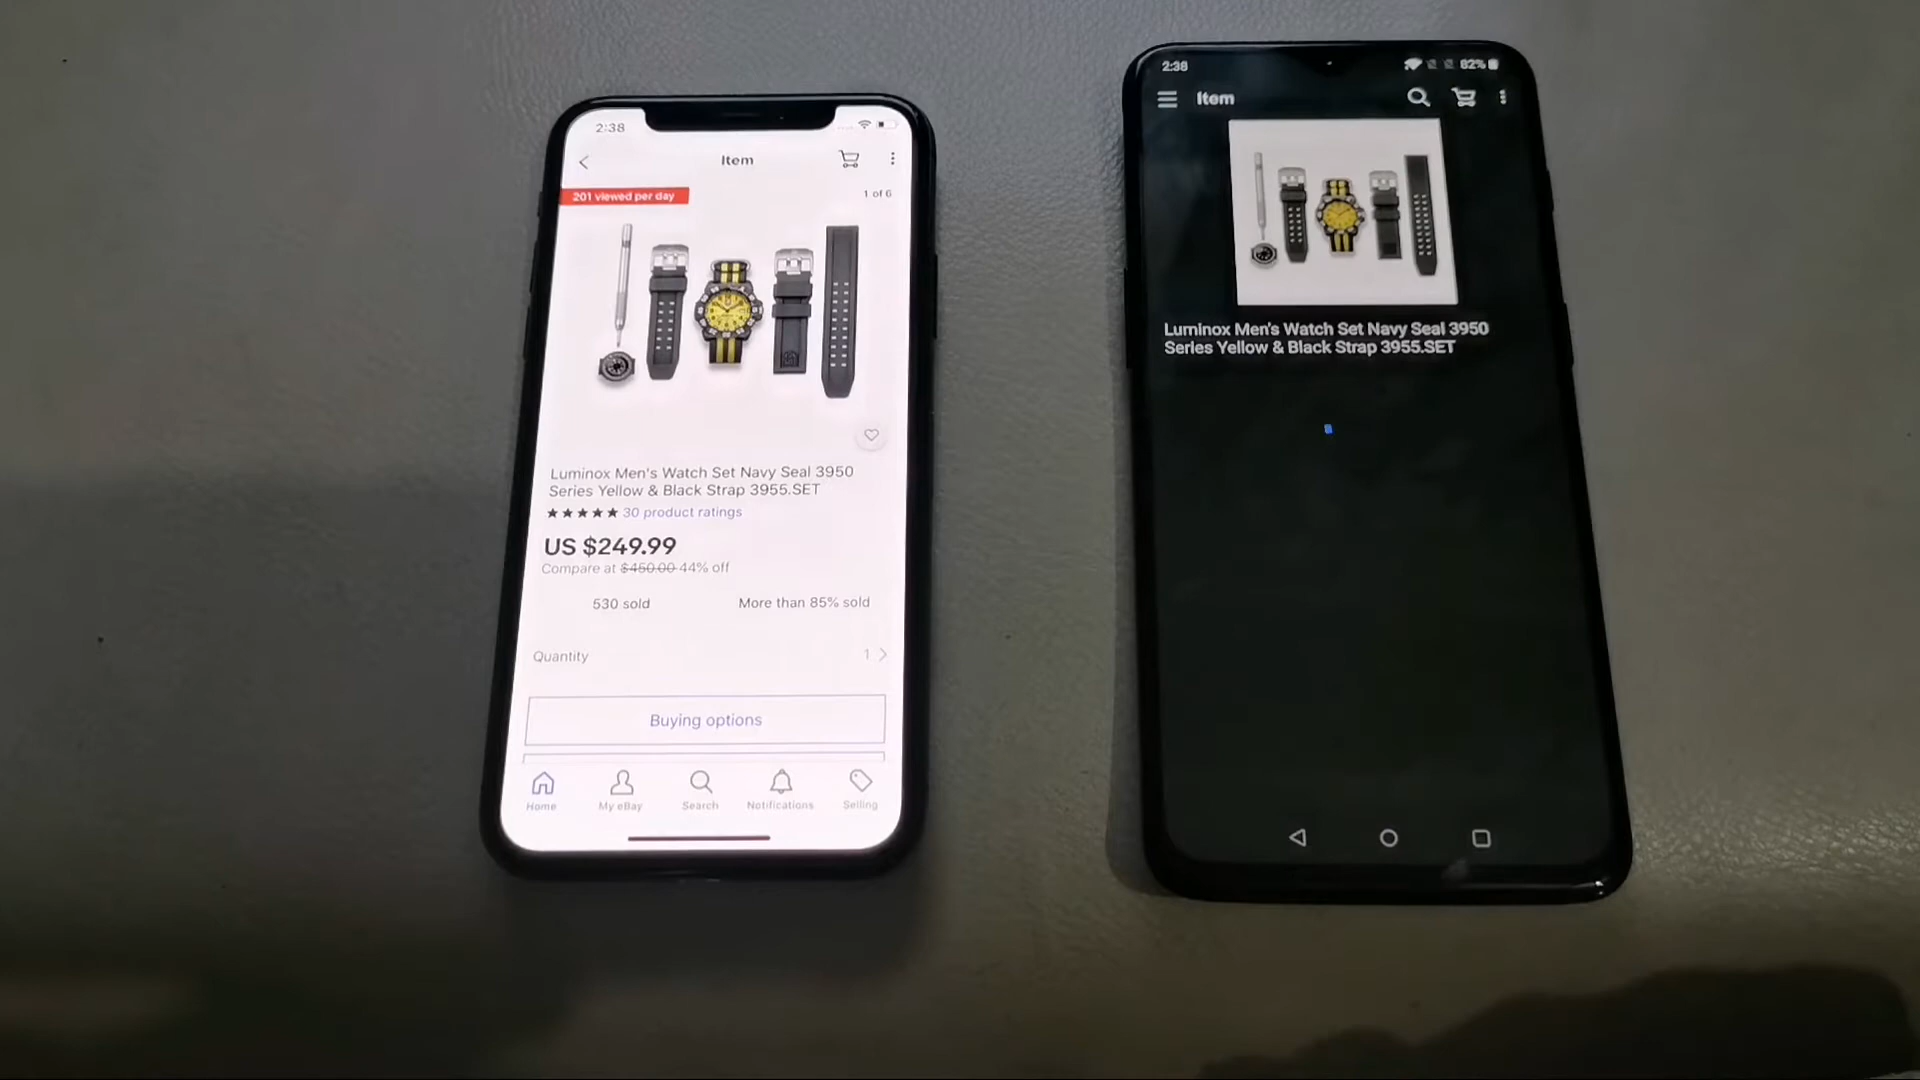 2:38
Item
201 viewed per day
1 of 6
Luminox Men's Watch Set Navy Seal 3950
Series Yellow & Black Strap 3955.SET
30 product ratings
US $249.99
Compare at $450.00 44% off
530 sold
More than 85% sold
Quantity
1
Buying options
Home
My eBay
Search
Notifications
Selling
2:38
82%
Item
Luminox Men's Watch Set Navy Seal 3950
Series Yellow & Black Strap 3955.SET